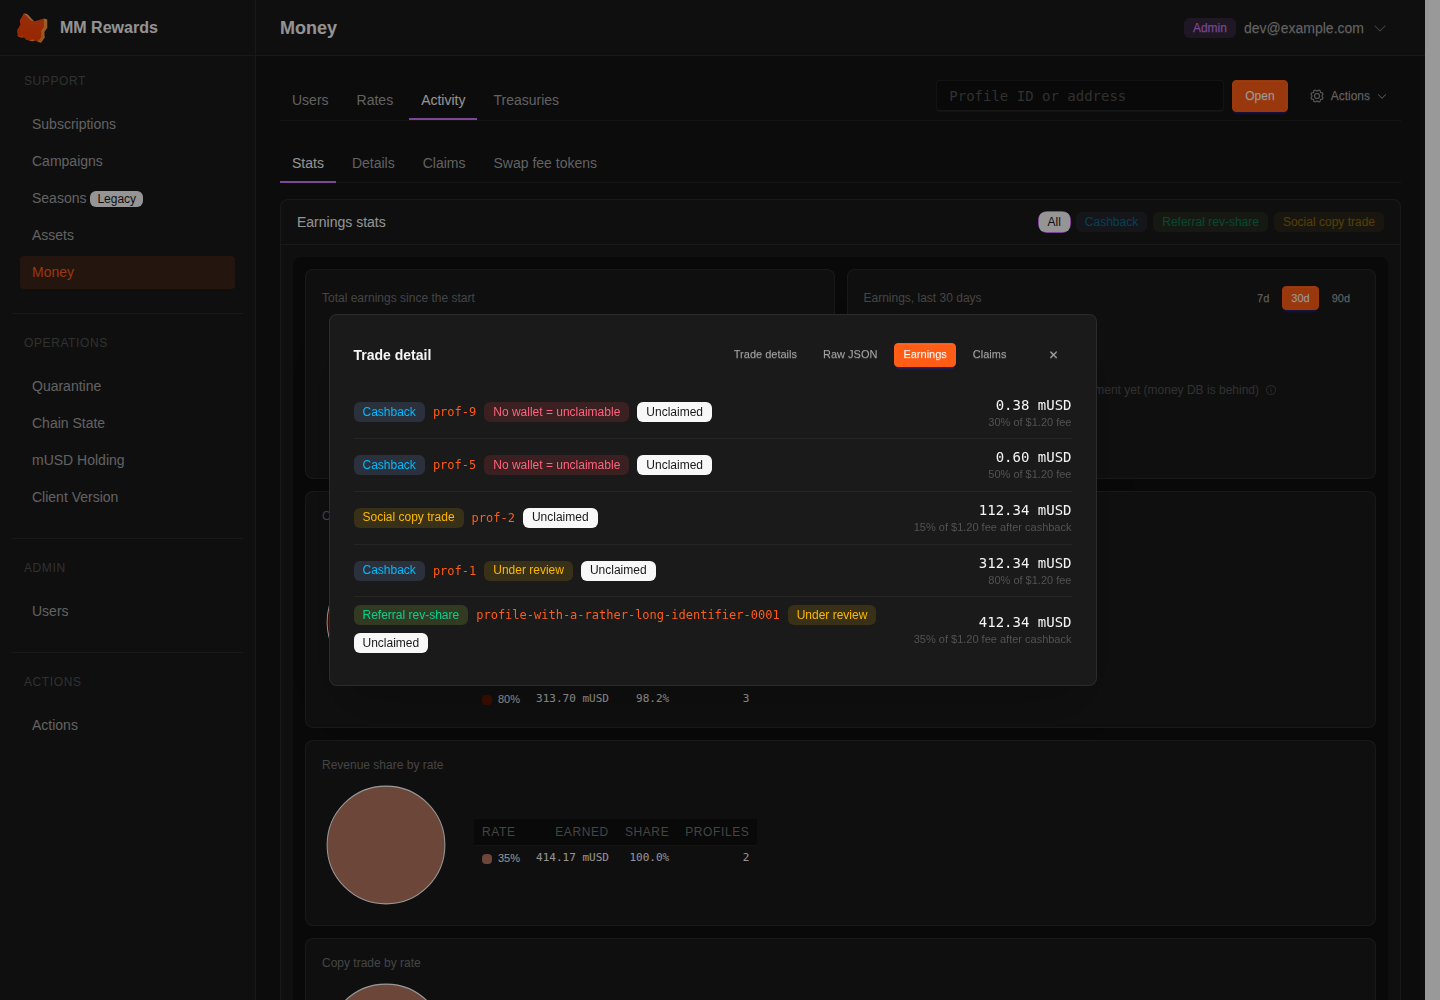 MM Rewards
Money
Admin
dev@example.com
SUPPORT
Subscriptions
Campaigns
Seasons Legacy
Assets
Money
OPERATIONS
Quarantine
Chain State
mUSD Holding
Client Version
ADMIN
Users
ACTIONS
Actions
Users
Rates
Activity
Treasuries
Profile ID or address
Open
Actions
Stats
Details
Claims
Swap fee tokens
Earnings stats
All
Cashback
Referral rev-share
Social copy trade
Total earnings since the start
Earnings, last 30 days
7d
30d
90d
ment yet (money DB is behind)
Trade detail
Trade details
Raw JSON
Earnings
Claims
×
Cashback prof-9 No wallet = unclaimable Unclaimed
0.38 mUSD
30% of $1.20 fee
Cashback prof-5 No wallet = unclaimable Unclaimed
0.60 mUSD
50% of $1.20 fee
Social copy trade prof-2 Unclaimed
112.34 mUSD
15% of $1.20 fee after cashback
Cashback prof-1 Under review Unclaimed
312.34 mUSD
80% of $1.20 fee
Referral rev-share profile-with-a-rather-long-identifier-0001 Under review
Unclaimed
412.34 mUSD
35% of $1.20 fee after cashback
80% 313.70 mUSD 98.2% 3
Revenue share by rate
RATE EARNED SHARE PROFILES
35% 414.17 mUSD 100.0% 2
Copy trade by rate